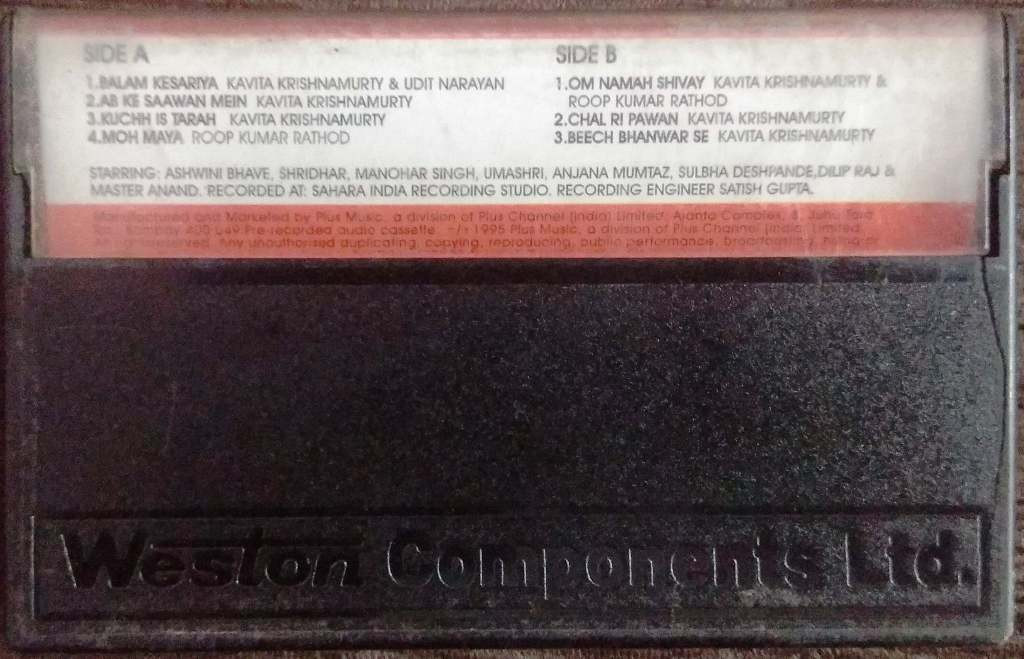 SIDE A
1.BALAM KESARIYA KAVITA KRISHNAMURTY & UDIT NARAYAN
2.AB KE SAAWAN MEIN KAVITA KRISHNAMURTY
3.KUCHH IS TARAH KAVITA KRISHNAMURTY
4.MOH MAYA ROOP KUMAR RATHOD
SIDE B
1.OM NAMAH SHIVAY KAVITA KRISHNAMURTY &
ROOP KUMAR RATHOD
2.CHAL RI PAWAN KAVITA KRISHNAMURTY
3.BEECH BHANWAR SE KAVITA KRISHNAMURTY
STARRING: ASHWINI BHAVE, SHRIDHAR, MANOHAR SINGH, UMASHRI, ANJANA MUMTAZ, SULBHA DESHPANDE,DILIP RAJ &
MASTER ANAND. RECORDED AT: SAHARA INDIA RECORDING STUDIO. RECORDING ENGINEER SATISH GUPTA.
Manufactured and Marketed by Plus Music, a division of Plus Channel (India) Limited, Ajanta Complex, Juhu Tara
Bombay 400 049 Pre-recorded audio cassette. 1995 Plus Music, a division of Plus Channel (India) Limited
reserved. Any unauthorised duplicating, copying, reproducing, public performance, broadcasting,
Weston Components Ltd.